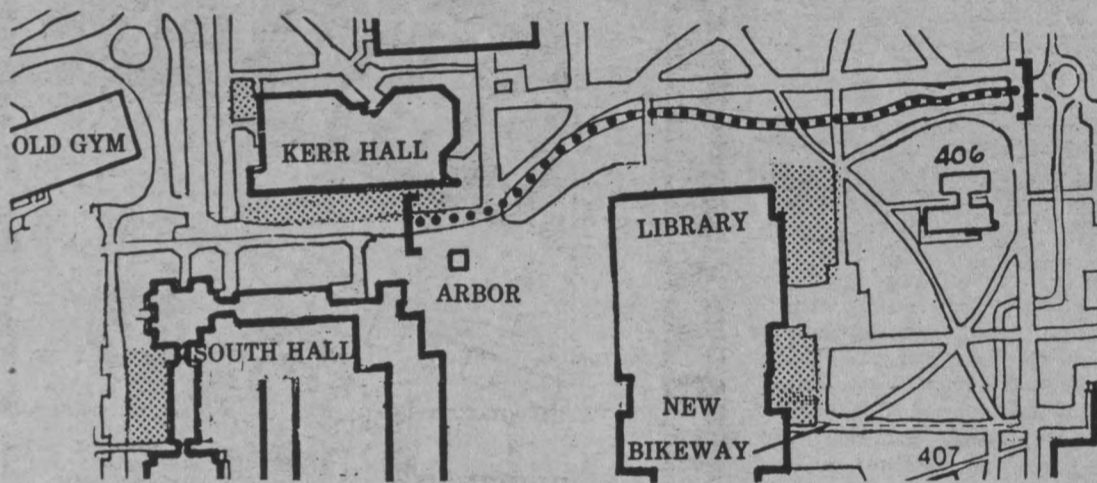 OLD GYM
KERR HALL
406
LIBRARY
ARBOR
SOUTH HALL
NEW
BIKEWAY
407